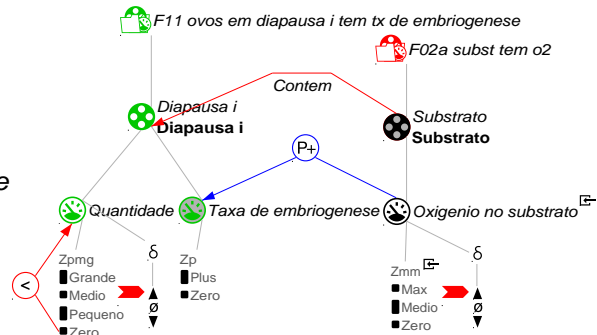 F11 ovos em diapausa i tem tx de embriogenese
F02a subst tem o2
Contem
Diapausa i
Diapausa i
Substrato
Substrato
P+
e
Quantidade
Taxa de embriogenese
Oxigenio no substrato
δ
δ
Zpmg
Grande
Medio
Pequeno
Zero
Zp
Plus
Zero
Zmm
Max
Medio
Zero
ø
ø
<